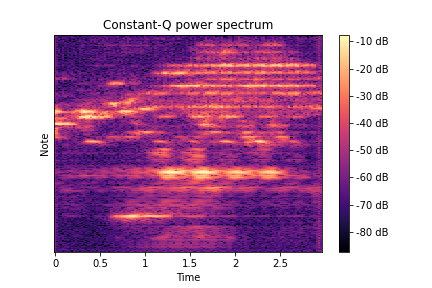 Constant-Q power spectrum
Note
0
0.5
1
1.5
2
2.5
Time
-10 dB
-20 dB
-30 dB
-40 dB
-50 dB
-60 dB
-70 dB
-80 dB